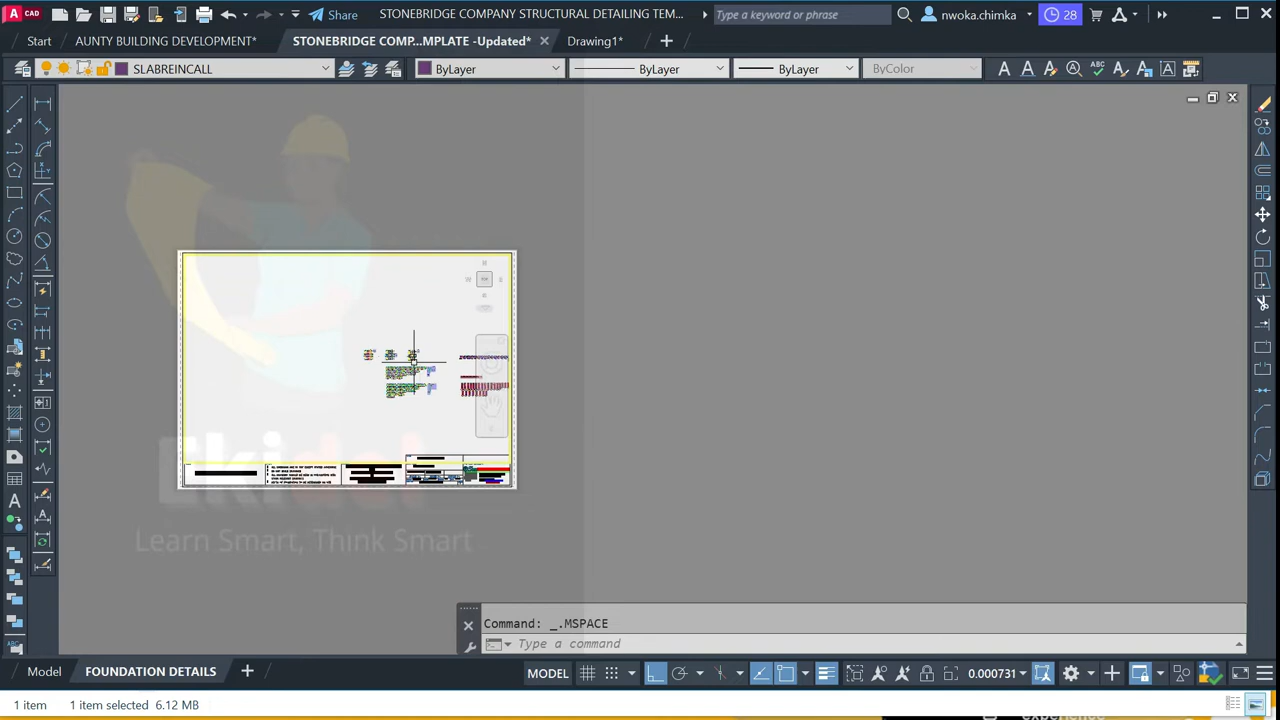 CAD
Share
STONEBRIDGE COMPANY STRUCTURAL DETAILING TEM...
Type a keyword or phrase
nwoka.chimka
28
Start
AUNTY BUILDING DEVELOPMENT*
STONEBRIDGE COMP...MPLATE -Updated*
Drawing1*
SLABREINCALL
ByLayer
ByLayer
ByLayer
ByColor
Ekidel
Learn Smart, Think Smart
Command: _.MSPACE
Type a command
Model
FOUNDATION DETAILS
MODEL
0.000731
1 item
1 item selected 6.12 MB
experience